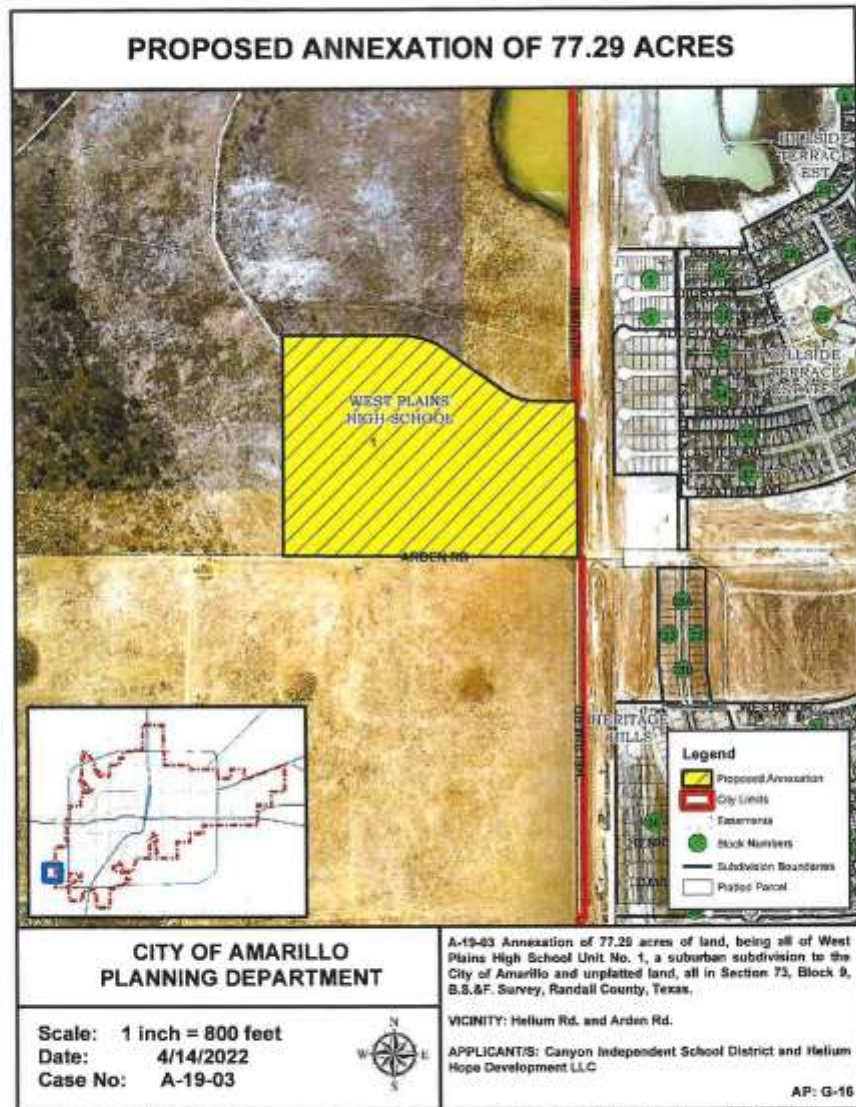 PROPOSED ANNEXATION OF 77.29 ACRES
HILLSIDE
TERRACE
EST
HILLSIDE
TERRACE
ESTATES
WEST PLAINS
HIGH SCHOOL
1
ARDEN RD
HELIUM RD
HERITAGE
HILLS
Legend
Proposed Annexation
City Limits
Easements
Block Numbers
Subdivision Boundaries
Platted Parcel
CITY OF AMARILLO
PLANNING DEPARTMENT
Scale: 1 inch = 800 feet
Date: 4/14/2022
Case No: A-19-03
N
W E
S
A-19-03 Annexation of 77.29 acres of land, being all of West
Plains High School Unit No. 1, a suburban subdivision to the
City of Amarillo and unplatted land, all in Section 73, Block 9,
B.S.&F. Survey, Randall County, Texas.
VICINITY: Helium Rd. and Arden Rd.
APPLICANT/S: Canyon Independent School District and Helium
Hope Development LLC
AP: G-16